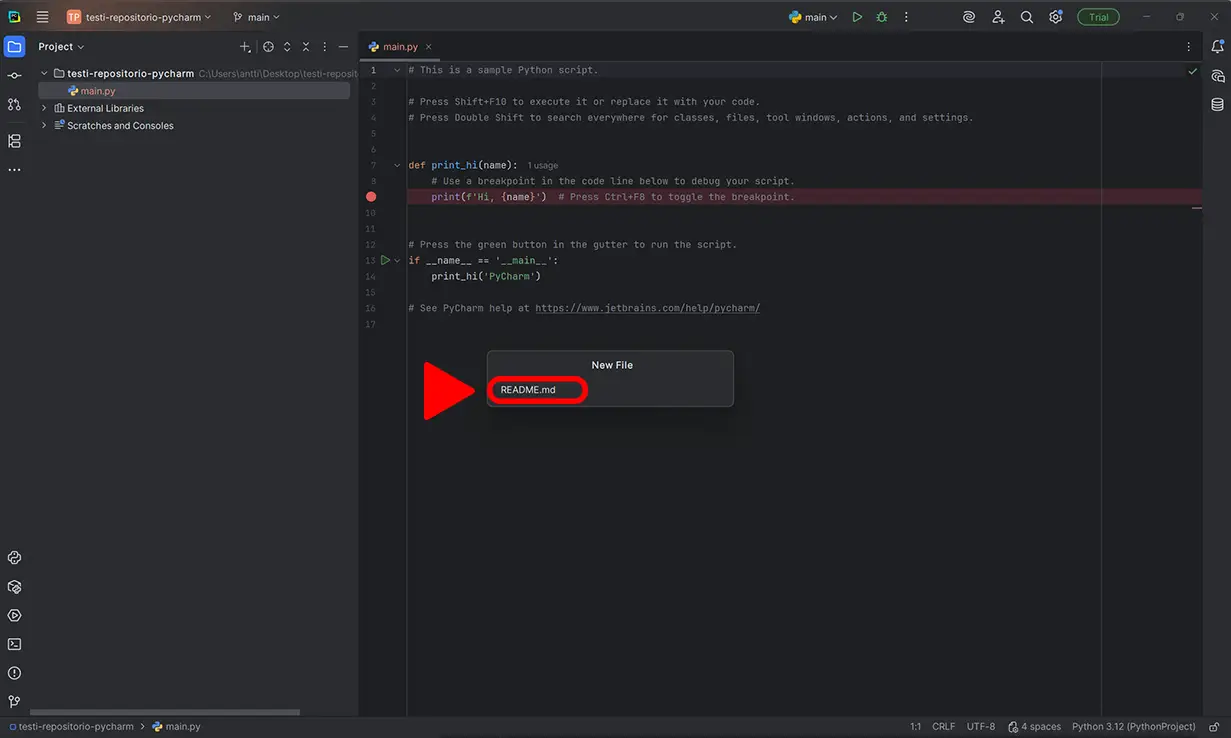 TP testi-repositorio-pycharm main main Trial
Project
main.py
testi-repositorio-pycharm C:\Users\antti\Desktop\testi-reposit
main.py
External Libraries
Scratches and Consoles
1 # This is a sample Python script.
2
3 # Press Shift+F10 to execute it or replace it with your code.
4 # Press Double Shift to search everywhere for classes, files, tool windows, actions, and settings.
5
6
7 def print_hi(name): 1 usage
8 # Use a breakpoint in the code line below to debug your script.
print(f'Hi, {name}') # Press Ctrl+F8 to toggle the breakpoint.
10
11
12 # Press the green button in the gutter to run the script.
13 if __name__ == '__main__':
14 print_hi('PyCharm')
15
16 # See PyCharm help at https://www.jetbrains.com/help/pycharm/
17
New File
README.md
testi-repositorio-pycharm main.py 1:1 CRLF UTF-8 4 spaces Python 3.12 (PythonProject)